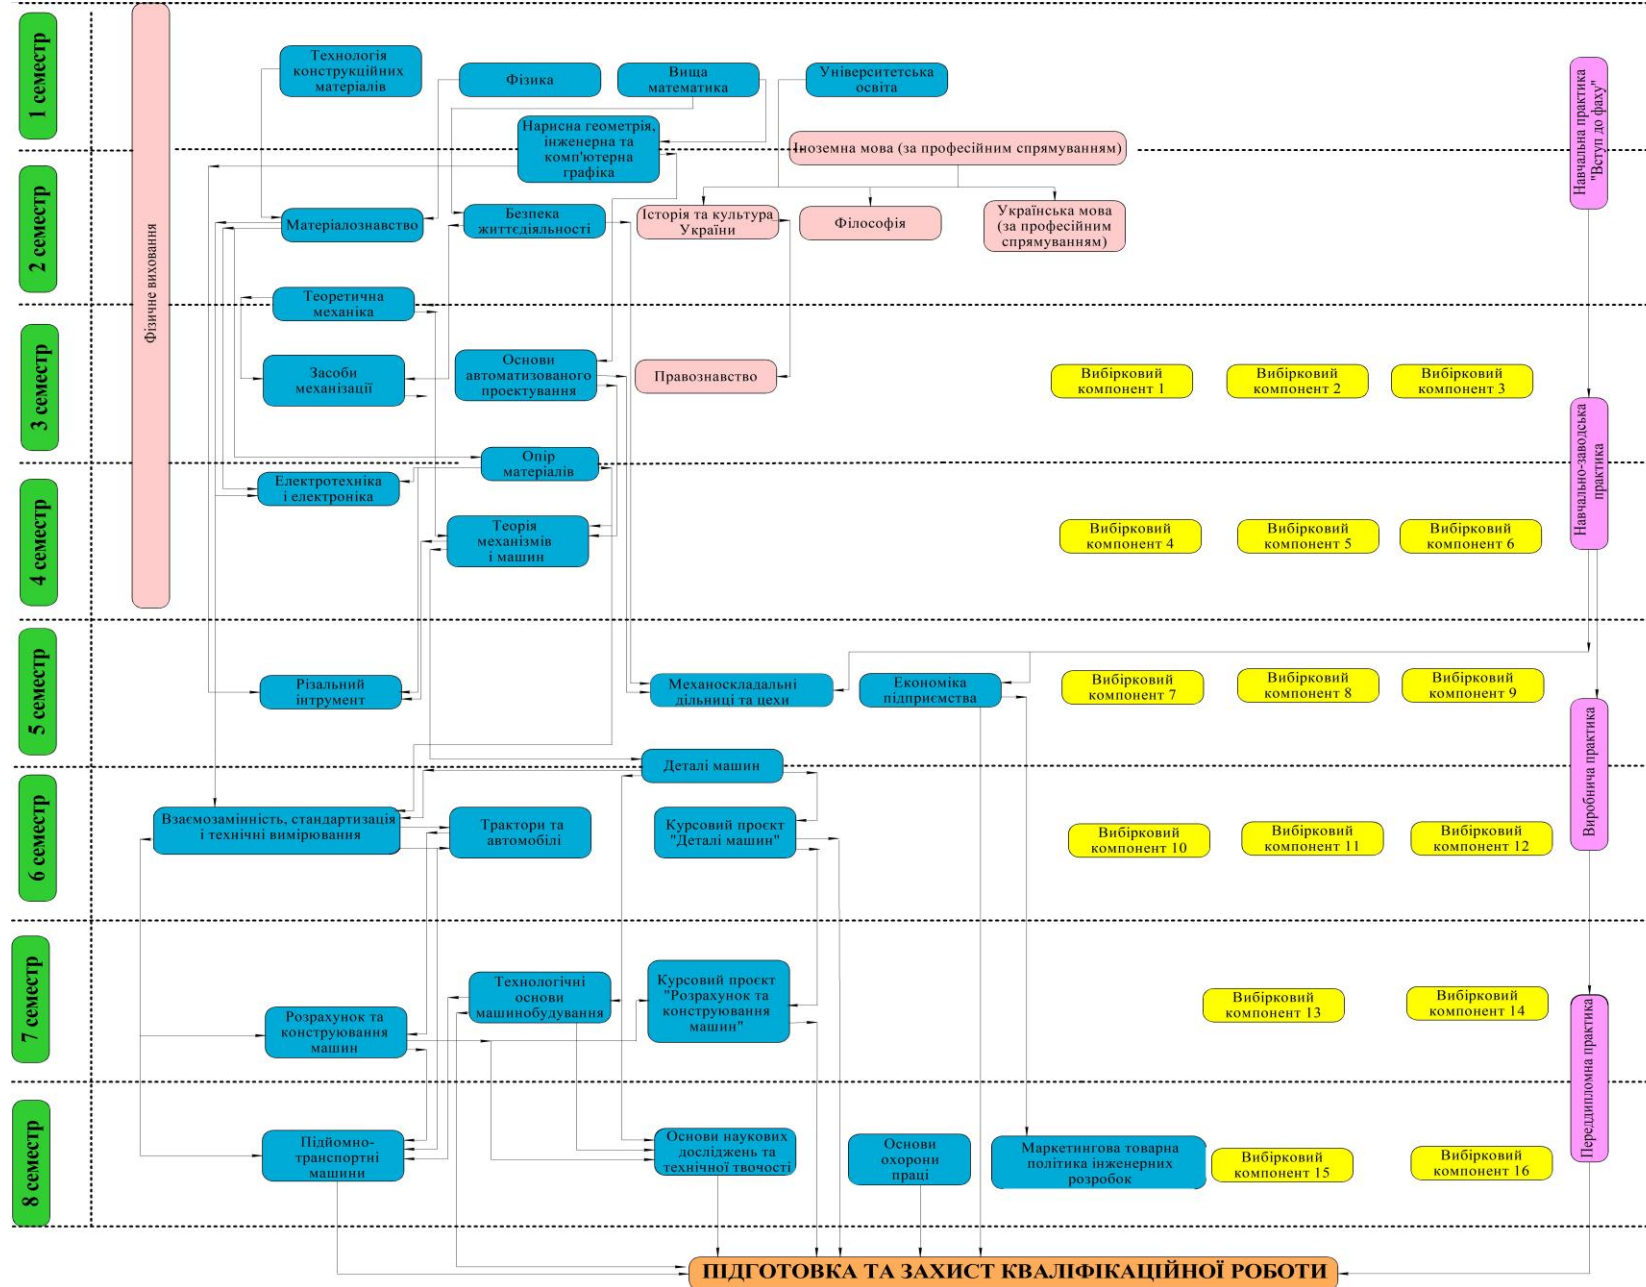 1 семестр
2 семестр
3 семестр
4 семестр
5 семестр
6 семестр
7 семестр
8 семестр
Фізичне виховання
Технологія
конструкційних
матеріалів
Фізика
Вища
математика
Університетська
освіта
Нарисна геометрія,
інженерна та
комп'ютерна
графіка
Іноземна мова (за професійним спрямуванням)
Навчальна практика
"Вступ до фаху"
Матеріалознавство
Безпека
життєдіяльності
Історія та культура
України
Філософія
Українська мова
(за професійним
спрямуванням)
Теоретична
механіка
Засоби
механізації
Основи
автоматизованого
проектування
Правознавство
Вибірковий
компонент 1
Вибірковий
компонент 2
Вибірковий
компонент 3
Навчально-заводська
практика
Опір
матеріалів
Електротехніка
і електроніка
Теорія
механізмів
і машин
Вибірковий
компонент 4
Вибірковий
компонент 5
Вибірковий
компонент 6
Різальний
інтрумент
Механоскладальні
дільниці та цехи
Економіка
підприємства
Вибірковий
компонент 7
Вибірковий
компонент 8
Вибірковий
компонент 9
Виробнича практика
Деталі машин
Взаємозамінність, стандартизація
і технічні вимірювання
Трактори та
автомобілі
Курсовий проєкт
"Деталі машин"
Вибірковий
компонент 10
Вибірковий
компонент 11
Вибірковий
компонент 12
Розрахунок та
конструювання
машин
Технологічні
основи
машинобудування
Курсовий проєкт
"Розрахунок та
конструювання
машин"
Вибірковий
компонент 13
Вибірковий
компонент 14
Переддипломна практика
Підйомно-
транспортні
машини
Основи наукових
досліджень та
технічної твочості
Основи
охорони
праці
Маркетингова товарна
політика інженерних
розробок
Вибірковий
компонент 15
Вибірковий
компонент 16
ПІДГОТОВКА ТА ЗАХИСТ КВАЛІФІКАЦІЙНОЇ РОБОТИ